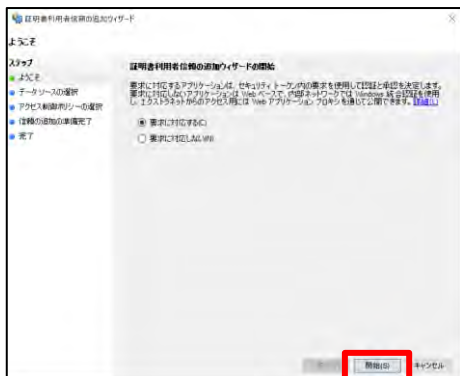 証明書利用者信頼の追加ウィザード
ようこそ
ステップ
ようこそ
データ ソースの選択
アクセス制御ポリシーの選択
信頼の追加の準備完了
完了
証明書利用者信頼の追加ウィザードの開始
要求に対応するアプリケーションは、セキュリティ トークン内の要求を使用して認証と承認を決定します。
要求に対応しないアプリケーションは Web ベースで、内部ネットワークでは Windows 統合認証を使用
し、エクストラネットからのアクセス用には Web アプリケーション プロキシを通じて公開できます。
要求に対応する(C)
要求に対応しない(N)
開始(S)
キャンセル